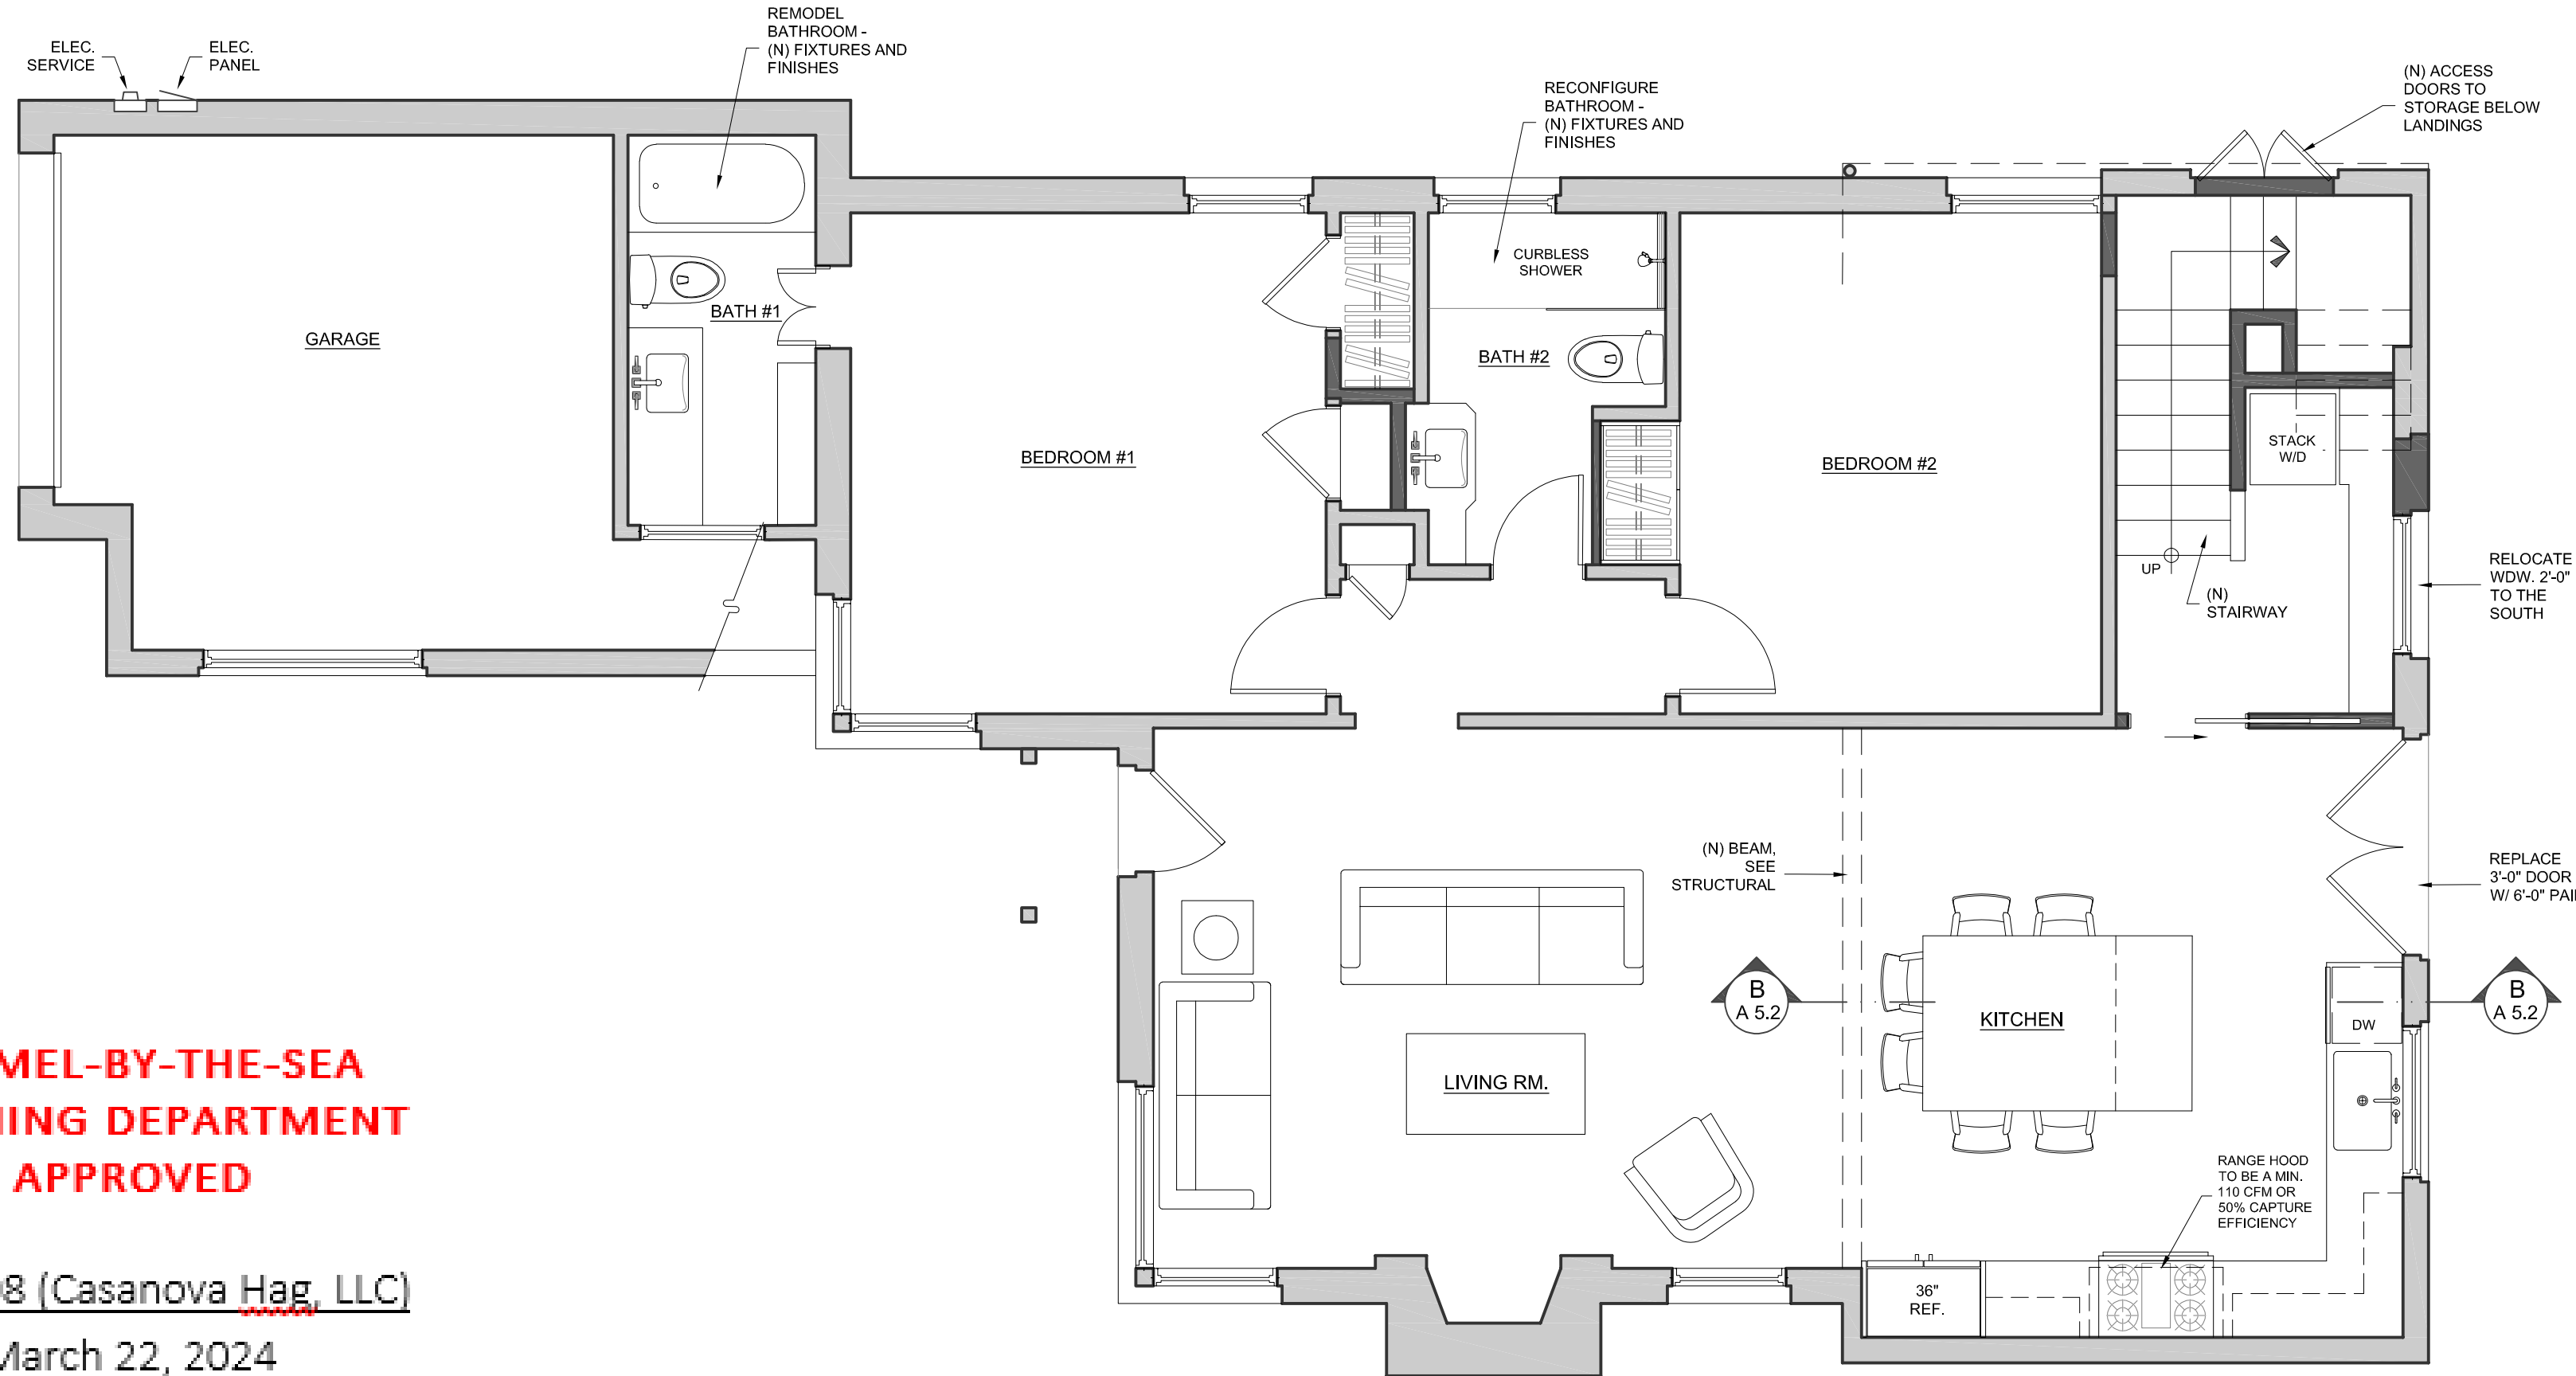 ELEC.
SERVICE
ELEC.
PANEL
REMODEL
BATHROOM -
(N) FIXTURES AND
FINISHES
RECONFIGURE
BATHROOM -
(N) FIXTURES AND
FINISHES
(N) ACCESS
DOORS TO
STORAGE BELOW
LANDINGS
GARAGE
BATH #1
BEDROOM #1
CURBLESS
SHOWER
BATH #2
BEDROOM #2
STACK
W/D
UP
(N)
STAIRWAY
RELOCATE
WDW. 2'-0"
TO THE
SOUTH
(N) BEAM,
SEE
STRUCTURAL
REPLACE
3'-0" DOOR
W/ 6'-0" PAI
B
A 5.2
KITCHEN
DW
B
A 5.2
LIVING RM.
RANGE HOOD
TO BE A MIN.
110 CFM OR
50% CAPTURE
EFFICIENCY
36"
REF.
MEL-BY-THE-SEA
ING DEPARTMENT
APPROVED
98 (Casanova Hag, LLC)
March 22, 2024